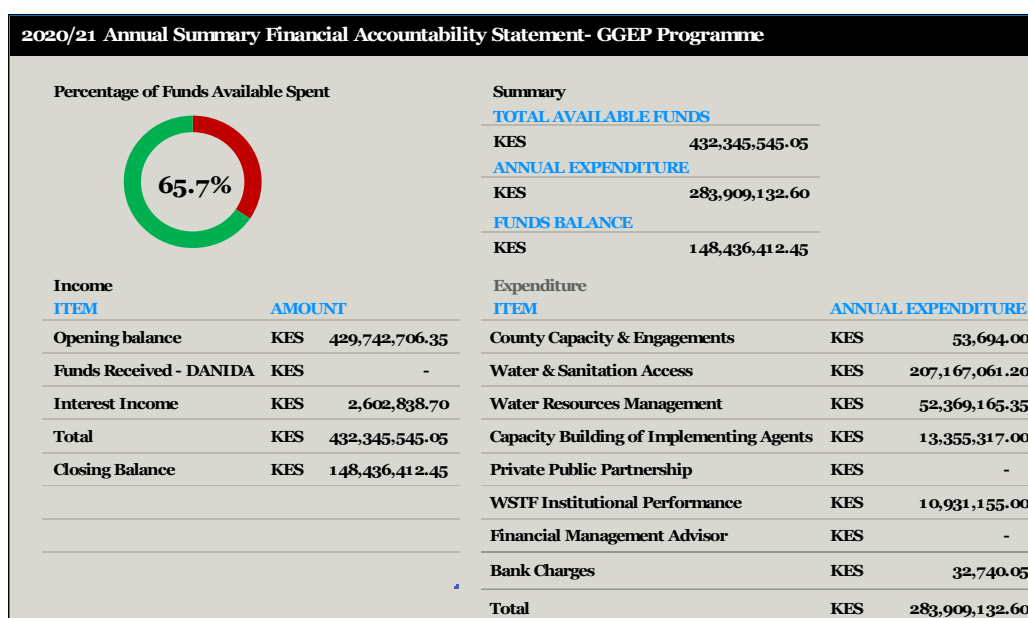 2020/21 Annual Summary Financial Accountability Statement- GGEP Programme
Percentage of Funds Available Spent
65.7%
Summary
TOTAL AVAILABLE FUNDS
KES 432,345,545.05
ANNUAL EXPENDITURE
KES 283,909,132.60
FUNDS BALANCE
KES 148,436,412.45
Income
ITEM AMOUNT
Opening balance KES 429,742,706.35
Funds Received - DANIDA KES -
Interest Income KES 2,602,838.70
Total KES 432,345,545.05
Closing Balance KES 148,436,412.45
Expenditure
ITEM ANNUAL EXPENDITURE
County Capacity & Engagements KES 53,694.00
Water & Sanitation Access KES 207,167,061.20
Water Resources Management KES 52,369,165.35
Capacity Building of Implementing Agents KES 13,355,317.00
Private Public Partnership KES -
WSTF Institutional Performance KES 10,931,155.00
Financial Management Advisor KES -
Bank Charges KES 32,740.05
Total KES 283,909,132.60